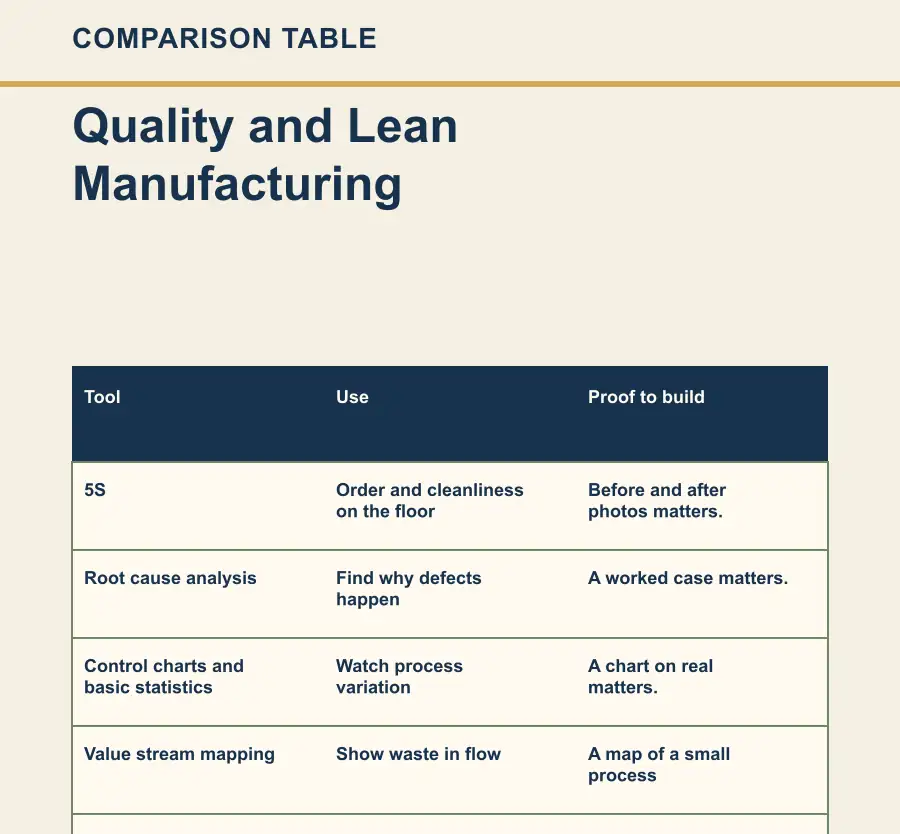 COMPARISON TABLE
Quality and Lean
Manufacturing
Tool
Use
Proof to build
5S
Order and cleanliness
on the floor
Before and after
photos matters.
Root cause analysis
Find why defects
happen
A worked case matters.
Control charts and
basic statistics
Watch process
variation
A chart on real
matters.
Value stream mapping
Show waste in flow
A map of a small
process